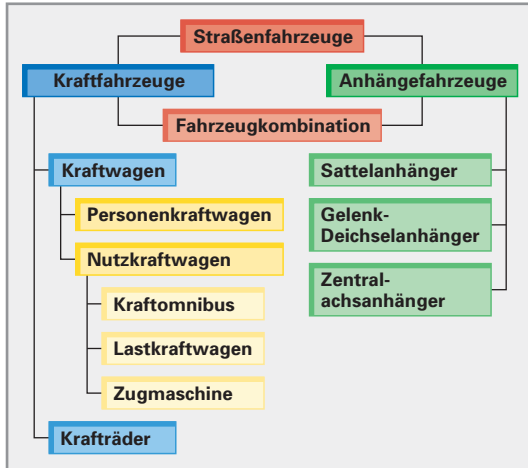 Straßenfahrzeuge
Kraftfahrzeuge
Anhängefahrzeuge
Fahrzeugkombination
Kraftwagen
Personenkraftwagen
Nutzkraftwagen
Kraftomnibus
Lastkraftwagen
Zugmaschine
Krafträder
Sattelanhänger
Gelenk-
Deichselanhänger
Zentral-
achsanhänger